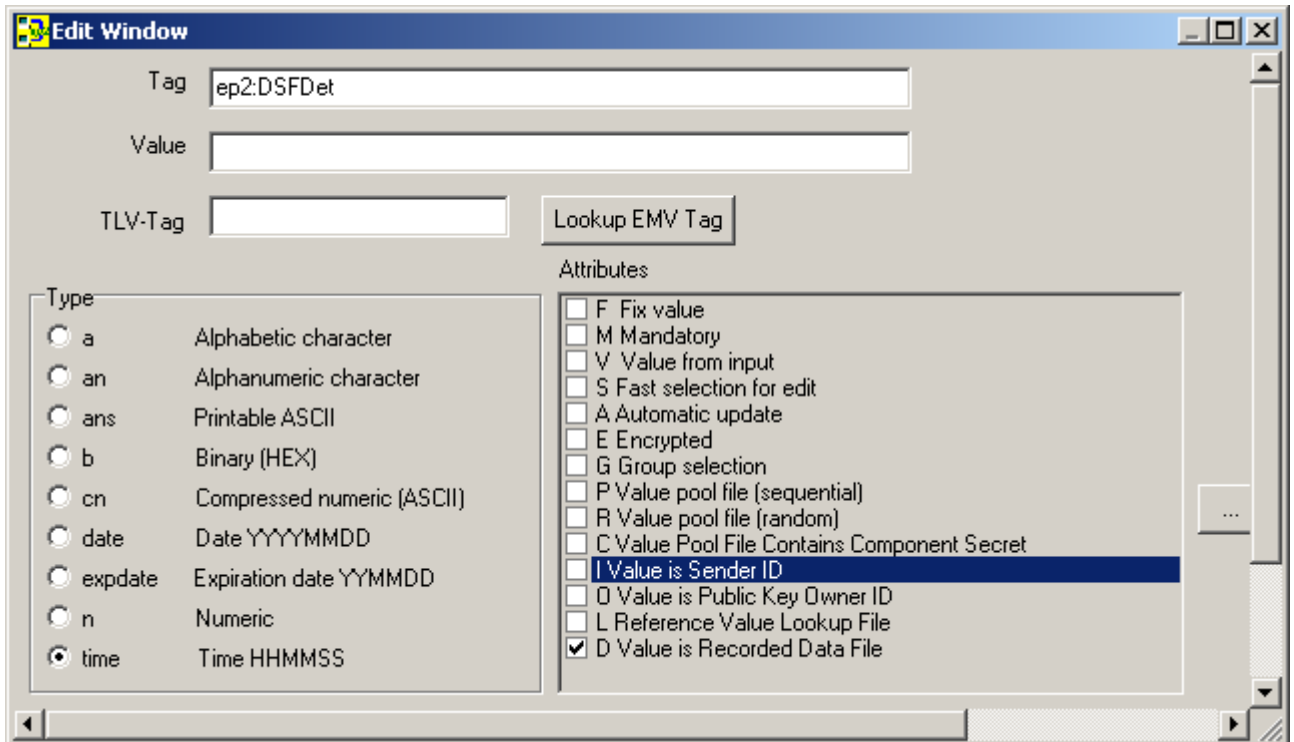 Edit Window
Tag ep2:DSFDet
Value
TLV-Tag Lookup EMV Tag
Attributes
Type
a Alphabetic character
an Alphanumeric character
ans Printable ASCII
b Binary (HEX)
cn Compressed numeric (ASCII)
date Date YYYYMMDD
expdate Expiration date YYMMDD
n Numeric
time Time HHMMSS
F Fix value
M Mandatory
V Value from input
S Fast selection for edit
A Automatic update
E Encrypted
G Group selection
P Value pool file (sequential)
R Value pool file (random)
C Value Pool File Contains Component Secret
I Value is Sender ID
O Value is Public Key Owner ID
L Reference Value Lookup File
D Value is Recorded Data File
...